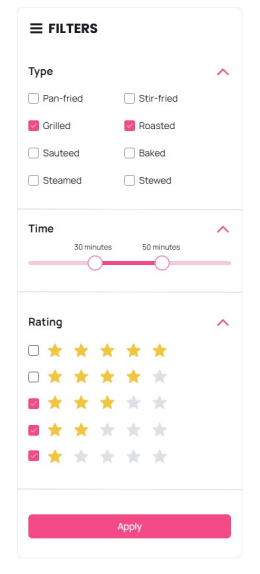 FILTERS
Type
Pan-fried Stir-fried
Grilled Roasted
Sauteed Baked
Steamed Stewed
Time
30 minutes 50 minutes
Rating
Apply